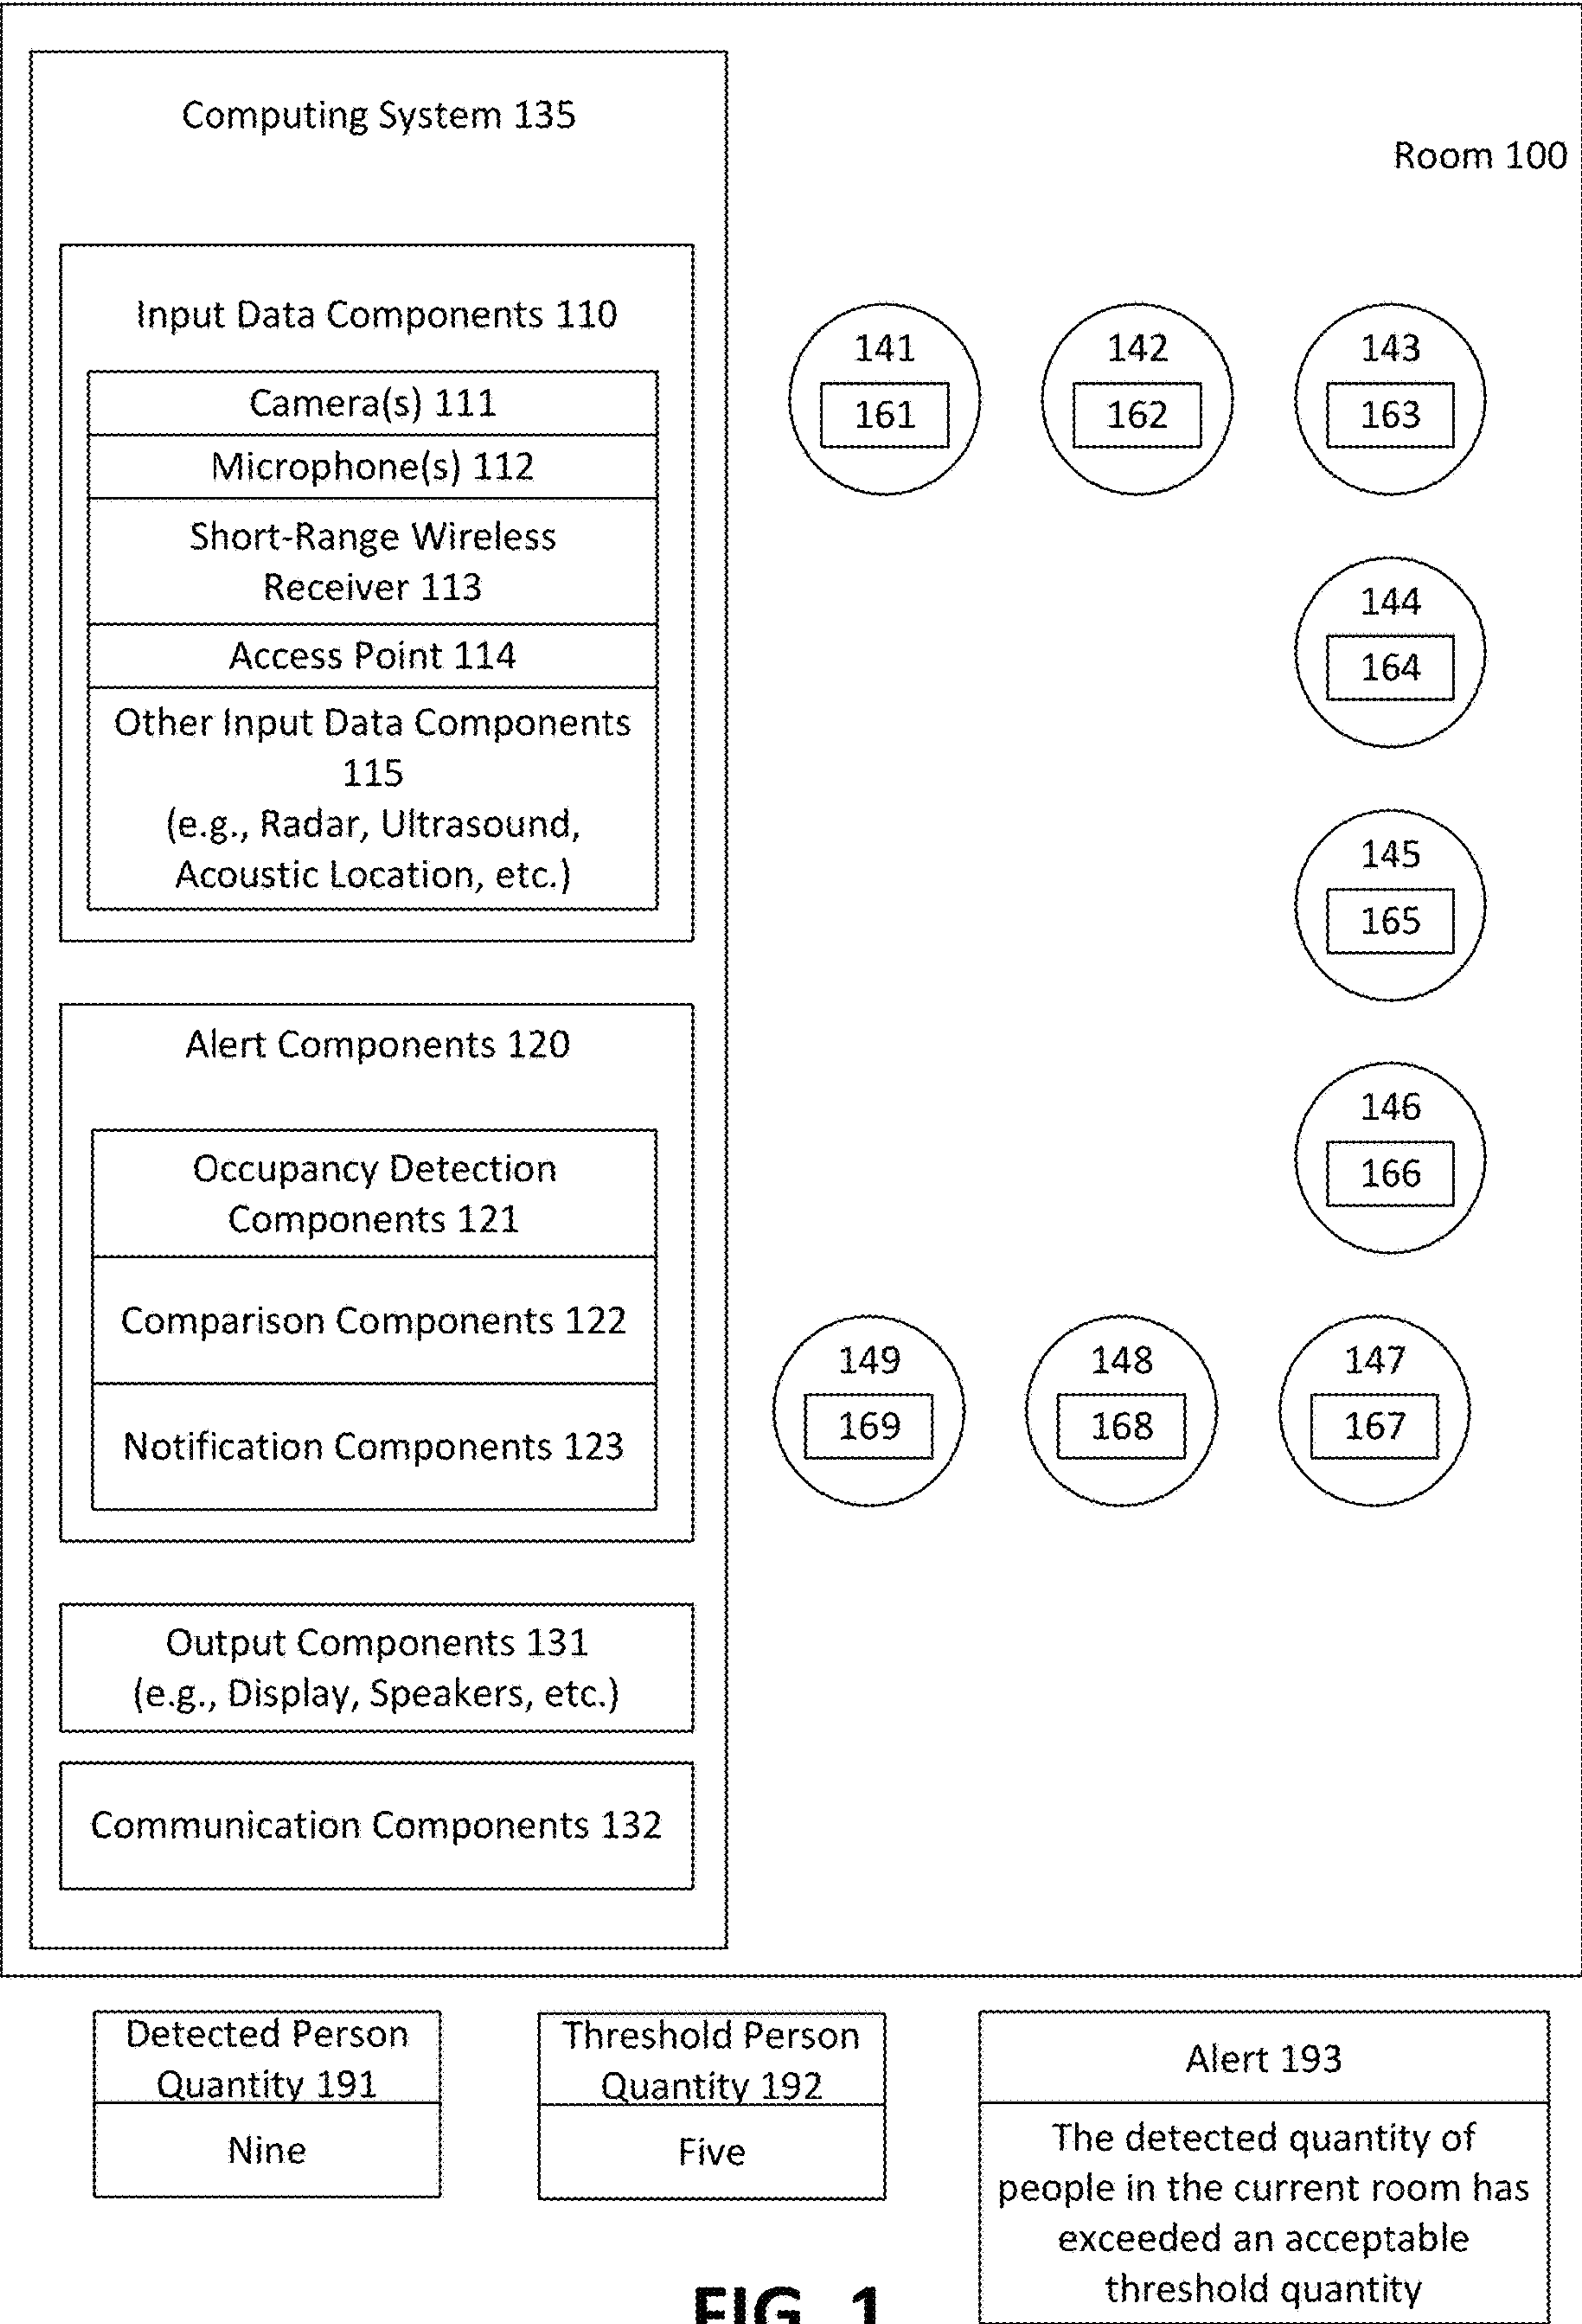 Computing System 135
Room 100
Input Data Components 110
Camera(s) 111
Microphone(s) 112
Short-Range Wireless
Receiver 113
Access Point 114
Other Input Data Components
115
(e.g., Radar, Ultrasound,
Acoustic Location, etc.)
Alert Components 120
Occupancy Detection
Components 121
Comparison Components 122
Notification Components 123
Output Components 131
(e.g., Display, Speakers, etc.)
Communication Components 132
141
161
142
162
143
163
144
164
145
165
146
166
149
169
148
168
147
167
Detected Person
Quantity 191
Nine
Threshold Person
Quantity 192
Five
Alert 193
The detected quantity of
people in the current room has
exceeded an acceptable
threshold quantity
FIG. 1